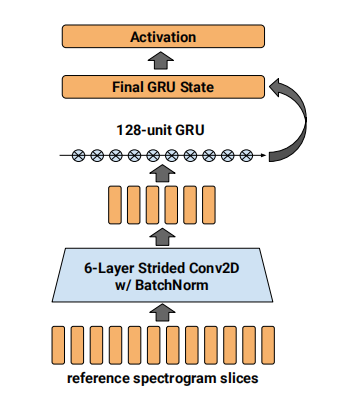 Activation
Final GRU State
128-unit GRU
6-Layer Strided Conv2D
w/ BatchNorm
reference spectrogram slices